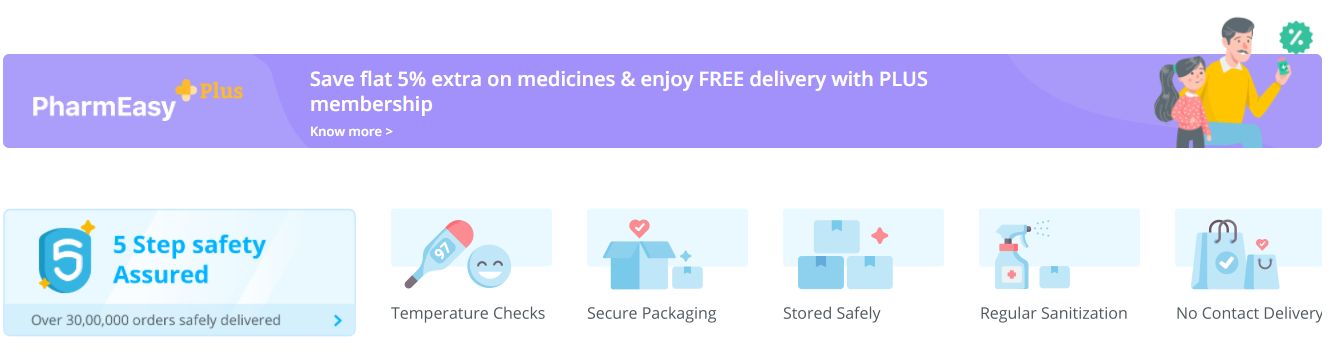 PharmEasy Plus
Save flat 5% extra on medicines & enjoy FREE delivery with PLUS
membership
Know more >
5
5 Step safety
Assured
Over 30,00,000 orders safely delivered
97
%
Temperature Checks
Secure Packaging
Stored Safely
Regular Sanitization
No Contact Delivery